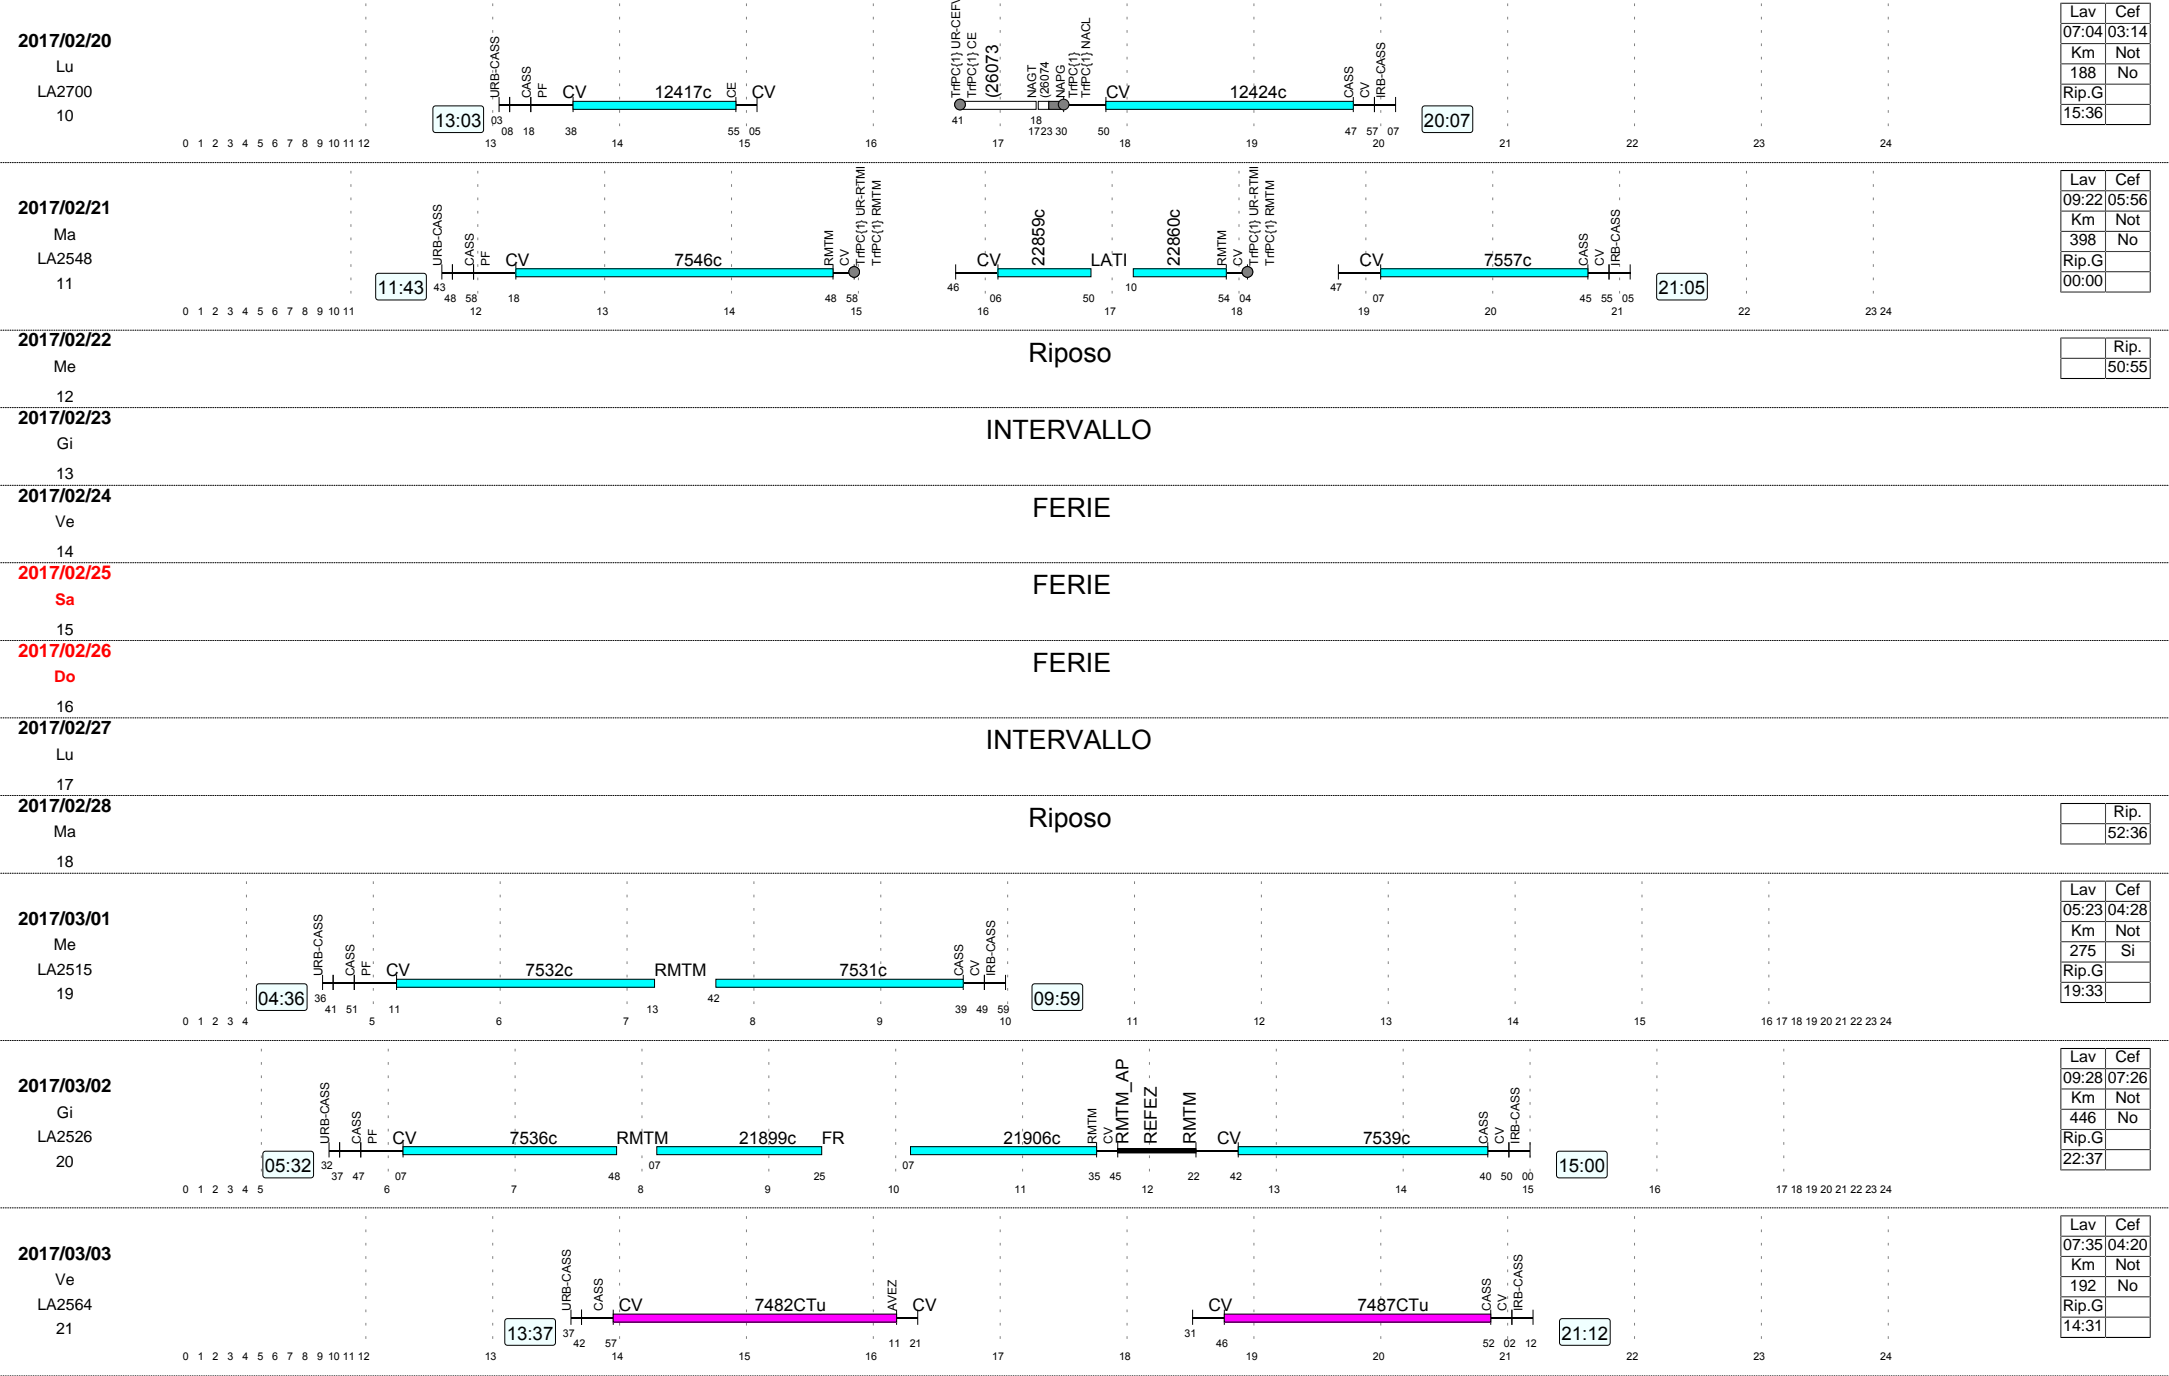 2017/02/20
Lu
LA2700
10
13:03
URB-CASS CASS PF CV 12417c CE CV
TrfPC{1} CE (26073 NAGT (26074 NAPG TrfPC{1} TrfPC{1} NACL CV 12424c CASS CV IRB-CASS
03 08 18 38 55 05 41 18 17 23 30 50 47 57 07
20:07
0 1 2 3 4 5 6 7 8 9 10 11 12 13 14 15 16 17 18 19 20 21 22 23 24
Lav Cef
07:04 03:14
Km Not
188 No
Rip.G
15:36
2017/02/21
Ma
LA2548
11
11:43
URB-CASS CASS PF CV 7546c RMTM CV TrfPC{1} UR-RTMI TrfPC{1} RMTM
CV 22859c LATI 22860c RMTM CV TrfPC{1} UR-RTMI TrfPC{1} RMTM
CV 7557c CASS CV IRB-CASS
43 48 58 18 48 58 46 06 50 10 54 04 47 07 45 55 05
21:05
0 1 2 3 4 5 6 7 8 9 10 11 12 13 14 15 16 17 18 19 20 21 22 23 24
Lav Cef
09:22 05:56
Km Not
398 No
Rip.G
00:00
2017/02/22
Me
12
Riposo
Rip.
50:55
2017/02/23
Gi
13
INTERVALLO
2017/02/24
Ve
14
FERIE
2017/02/25
Sa
15
FERIE
2017/02/26
Do
16
FERIE
2017/02/27
Lu
17
INTERVALLO
2017/02/28
Ma
18
Riposo
Rip.
52:36
2017/03/01
Me
LA2515
19
04:36
URB-CASS CASS PF CV 7532c RMTM 7531c CASS CV IRB-CASS
36 41 51 11 13 42 39 49 59
09:59
0 1 2 3 4 5 6 7 8 9 10 11 12 13 14 15 16 17 18 19 20 21 22 23 24
Lav Cef
05:23 04:28
Km Not
275 Si
Rip.G
19:33
2017/03/02
Gi
LA2526
20
05:32
URB-CASS CASS PF CV 7536c RMTM 21899c FR 21906c RMTM CV RMTM_AP REFEZ RMTM CV 7539c CASS CV IRB-CASS
32 37 47 07 48 07 25 07 35 45 22 42 40 50 00
15:00
0 1 2 3 4 5 6 7 8 9 10 11 12 13 14 15 16 17 18 19 20 21 22 23 24
Lav Cef
09:28 07:26
Km Not
446 No
Rip.G
22:37
2017/03/03
Ve
LA2564
21
13:37
URB-CASS CASS CV 7482CTu AVEZ CV CV 7487CTu CASS CV IRB-CASS
37 42 57 11 21 31 46 52 02 12
21:12
0 1 2 3 4 5 6 7 8 9 10 11 12 13 14 15 16 17 18 19 20 21 22 23 24
Lav Cef
07:35 04:20
Km Not
192 No
Rip.G
14:31